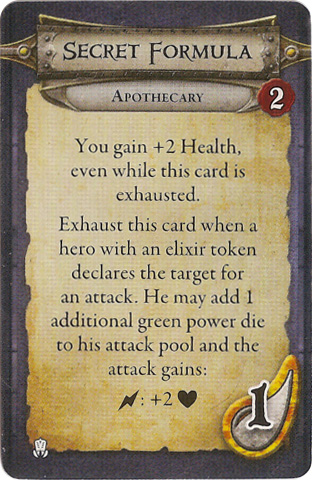 SECRET FORMULA
APOTHECARY
2
You gain +2 Health,
even while this card is
exhausted.
Exhaust this card when a
hero with an elixir token
declares the target for
an attack. He may add 1
additional green power die
to his attack pool and the
attack gains:
: +2
1